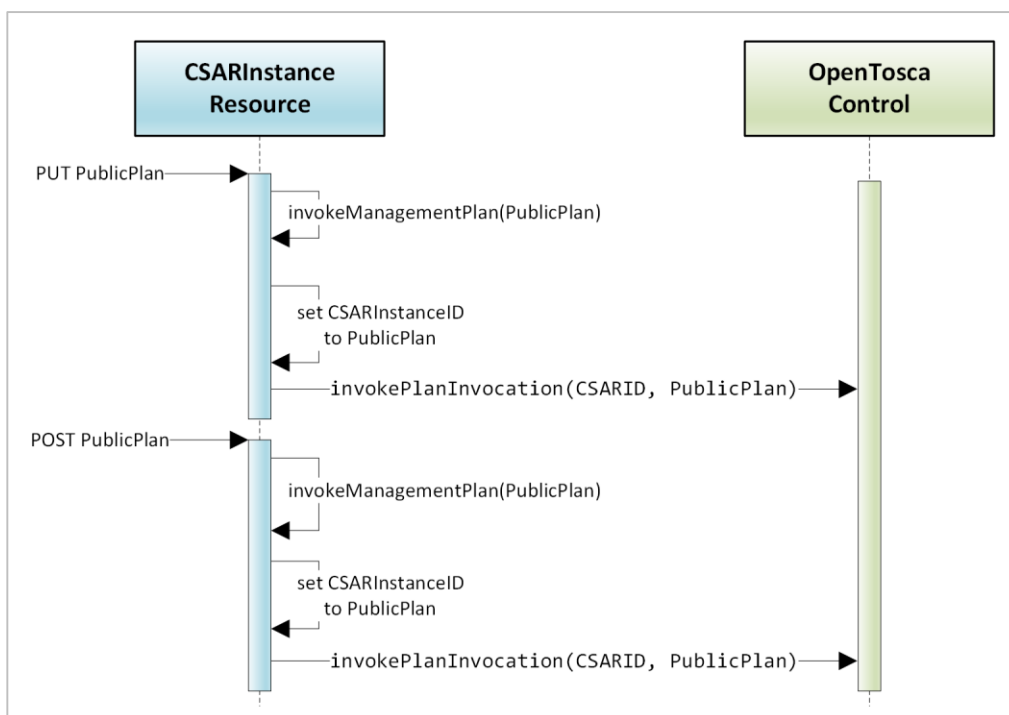 CSARInstance
Resource
OpenTosca
Control
PUT PublicPlan
invokeManagementPlan(PublicPlan)
set CSARInstanceID
to PublicPlan
invokePlanInvocation(CSARID, PublicPlan)
POST PublicPlan
invokeManagementPlan(PublicPlan)
set CSARInstanceID
to PublicPlan
invokePlanInvocation(CSARID, PublicPlan)